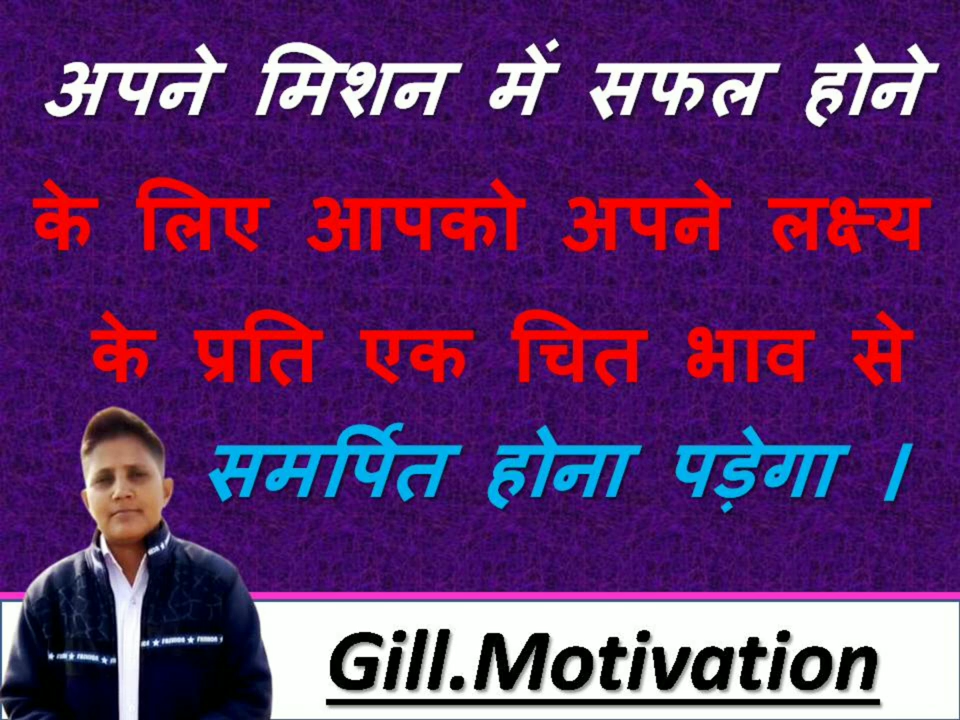 अपने मिशन में सफल होने
के लिए आपको अपने लक्ष्य
के प्रति एक चित भाव से
समर्पित होना पड़ेगा ।
Gill.Motivation